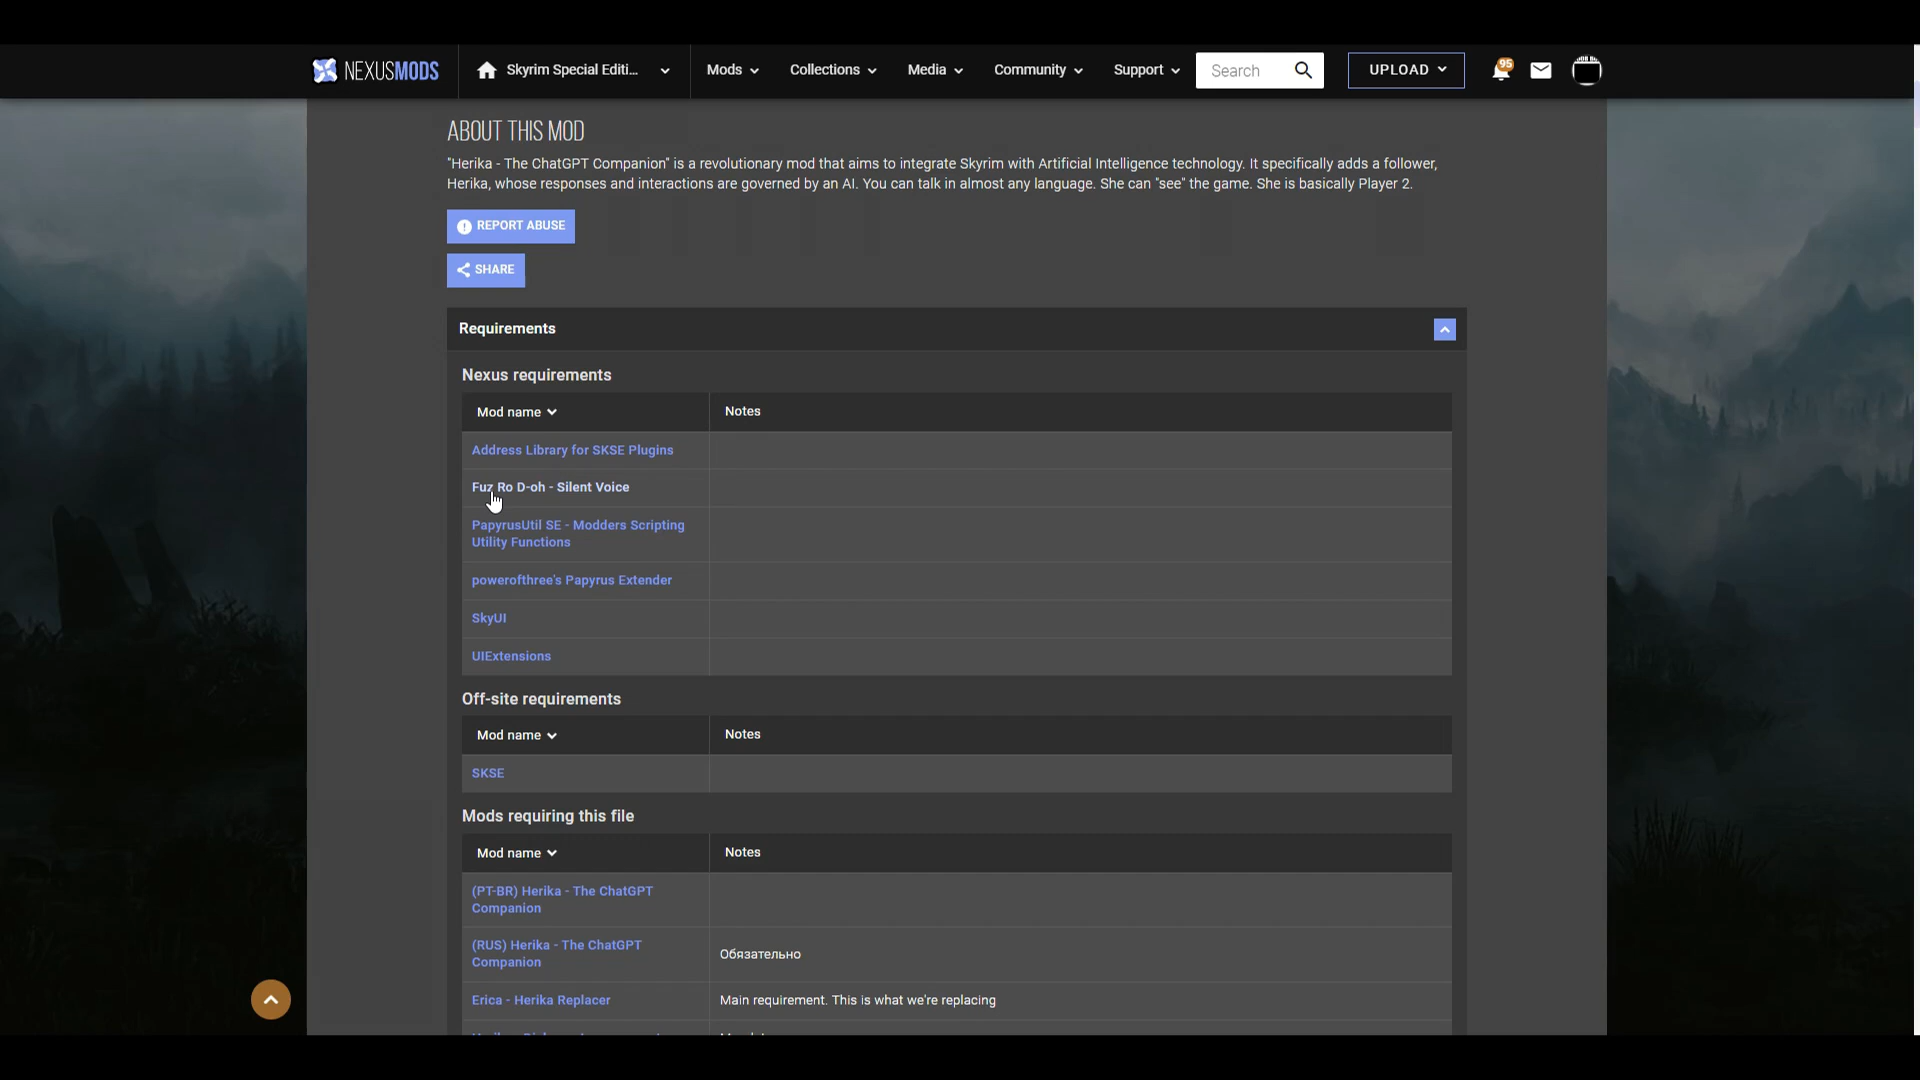 NEXUSMODS
Skyrim Special Editi...
Mods
Collections
Media
Community
Support
Search
UPLOAD
95
ABOUT THIS MOD
"Herika - The ChatGPT Companion" is a revolutionary mod that aims to integrate Skyrim with Artificial Intelligence technology. It specifically adds a follower,
Herika, whose responses and interactions are governed by an AI. You can talk in almost any language. She can "see" the game. She is basically Player 2.
REPORT ABUSE
SHARE
Requirements
Nexus requirements
Mod name
Notes
Address Library for SKSE Plugins
Fuz Ro D-oh - Silent Voice
PapyrusUtil SE - Modders Scripting
Utility Functions
powerofthree's Papyrus Extender
SkyUI
UIExtensions
Off-site requirements
Mod name
Notes
SKSE
Mods requiring this file
Mod name
Notes
(PT-BR) Herika - The ChatGPT
Companion
(RUS) Herika - The ChatGPT
Companion
Обязательно
Erica - Herika Replacer
Main requirement. This is what we're replacing